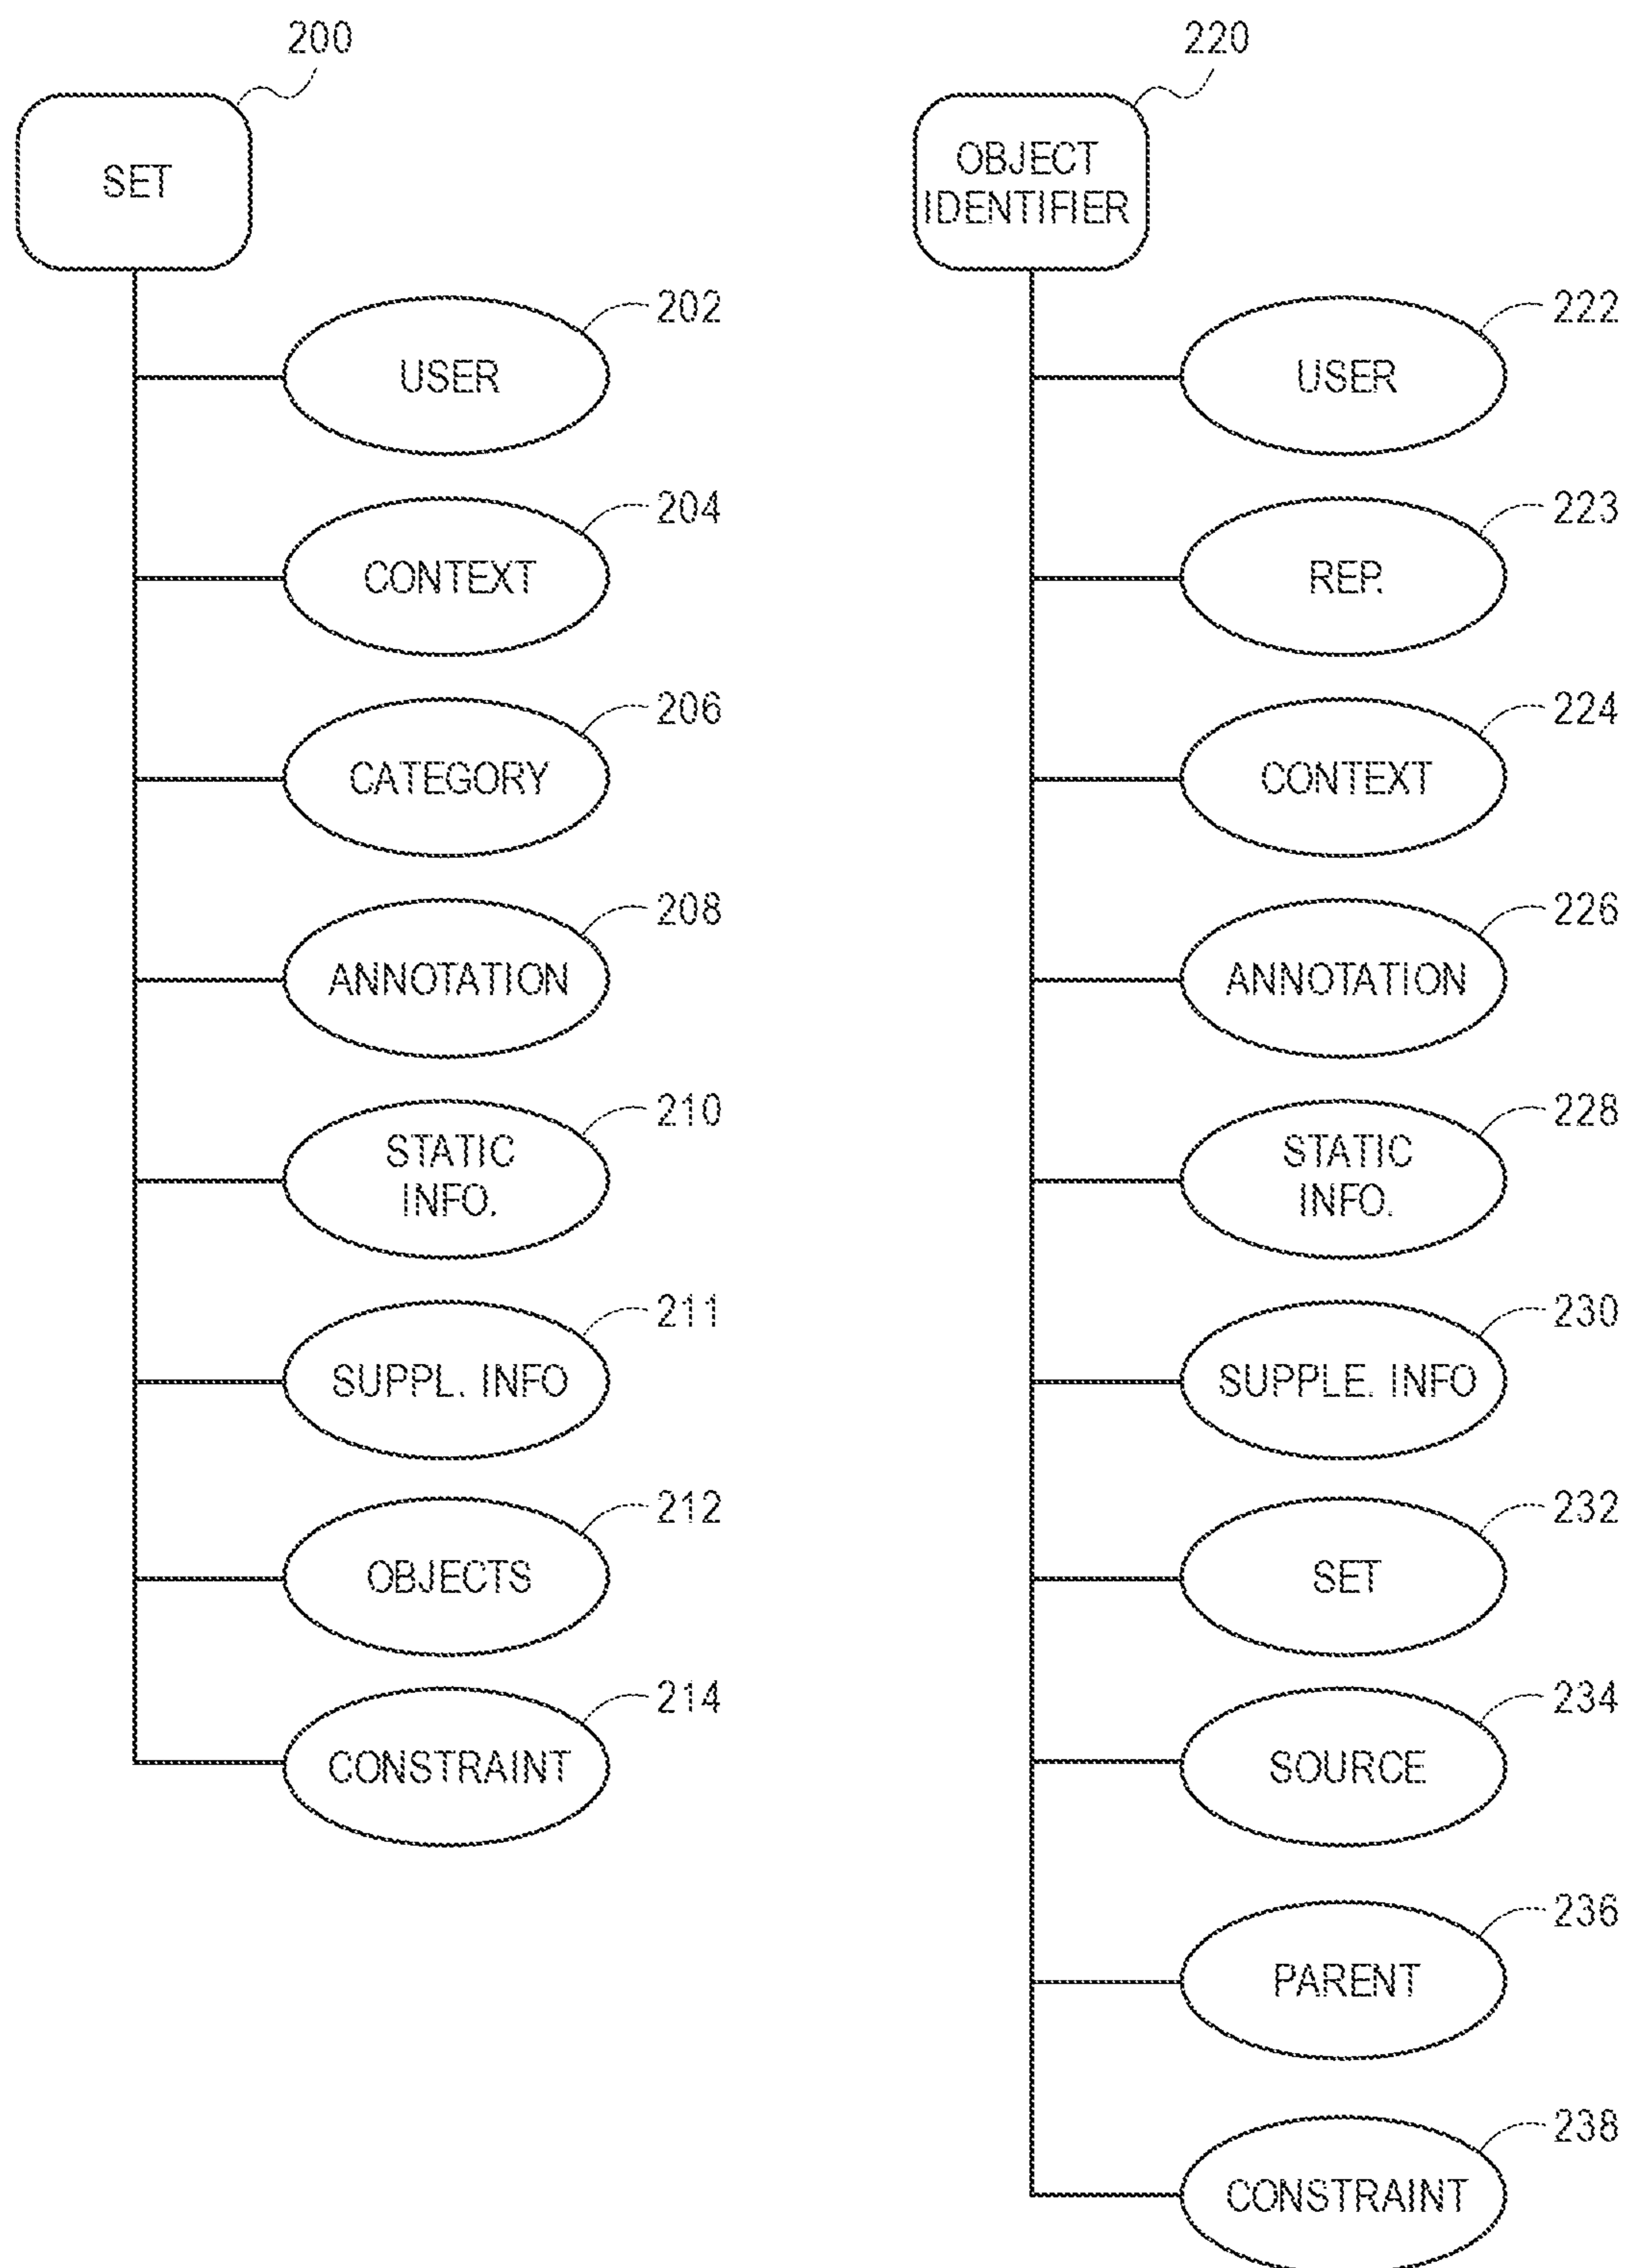 200
SET
202
USER
204
CONTEXT
206
CATEGORY
208
ANNOTATION
210
STATIC
INFO.
211
SUPPL. INFO
212
OBJECTS
214
CONSTRAINT
220
OBJECT
IDENTIFIER
222
USER
223
REP.
224
CONTEXT
226
ANNOTATION
228
STATIC
INFO.
230
SUPPLE. INFO
232
SET
234
SOURCE
236
PARENT
238
CONSTRAINT